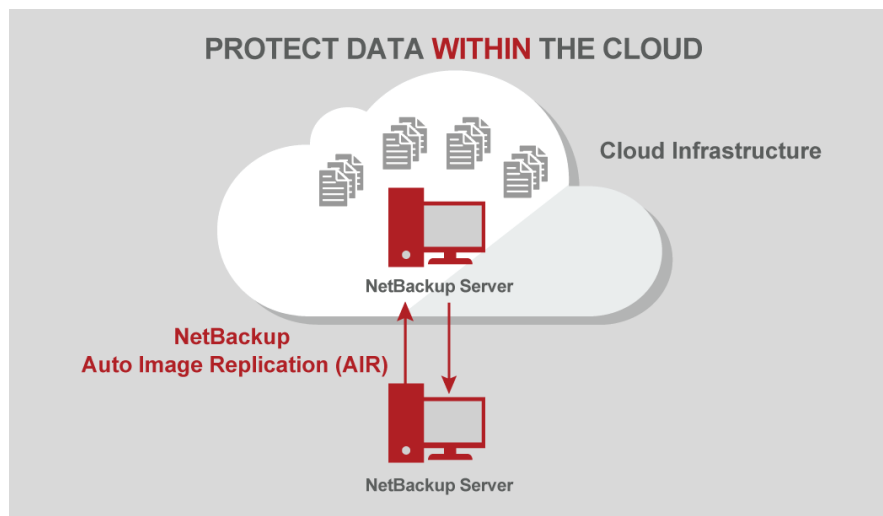 PROTECT DATA WITHIN THE CLOUD
Cloud Infrastructure
NetBackup Server
NetBackup
Auto Image Replication (AIR)
NetBackup Server